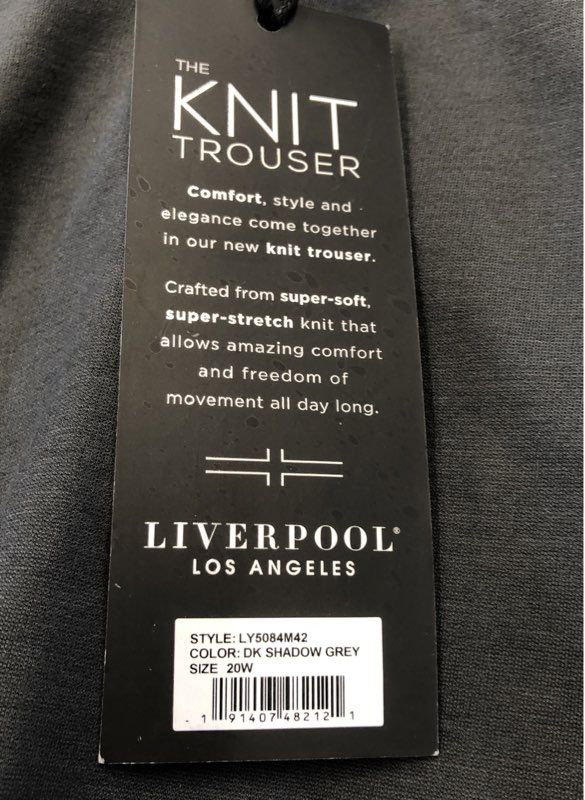 THE
KNIT
TROUSER
Comfort, style and
elegance come together
in our new knit trouser.
Crafted from super-soft,
super-stretch knit that
allows amazing comfort
and freedom of
movement all day long.
LIVERPOOL®
LOS ANGELES
STYLE: LY5084M42
COLOR: DK SHADOW GREY
SIZE 20W
1 91407 48212 1